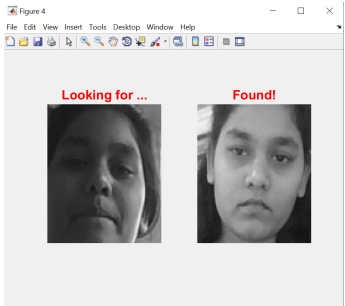 Figure 4
File Edit View Insert Tools Desktop Window Help
Looking for ... Found!